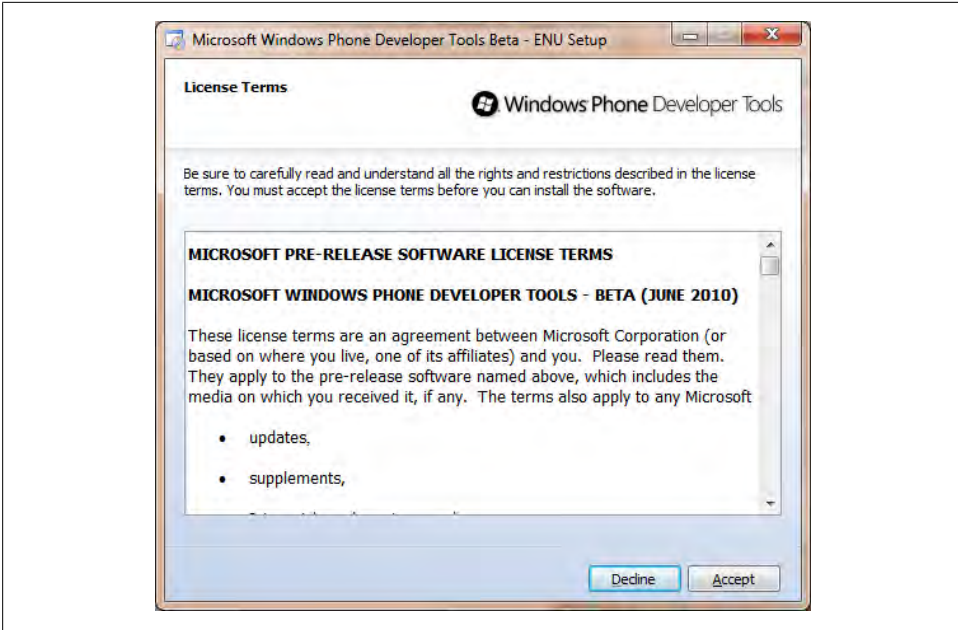 Microsoft Windows Phone Developer Tools Beta - ENU Setup
License Terms
Windows Phone Developer Tools
Be sure to carefully read and understand all the rights and restrictions described in the license
terms. You must accept the license terms before you can install the software.
MICROSOFT PRE-RELEASE SOFTWARE LICENSE TERMS
MICROSOFT WINDOWS PHONE DEVELOPER TOOLS - BETA (JUNE 2010)
These license terms are an agreement between Microsoft Corporation (or
based on where you live, one of its affiliates) and you. Please read them.
They apply to the pre-release software named above, which includes the
media on which you received it, if any. The terms also apply to any Microsoft
• updates,
• supplements,
Decline
Accept